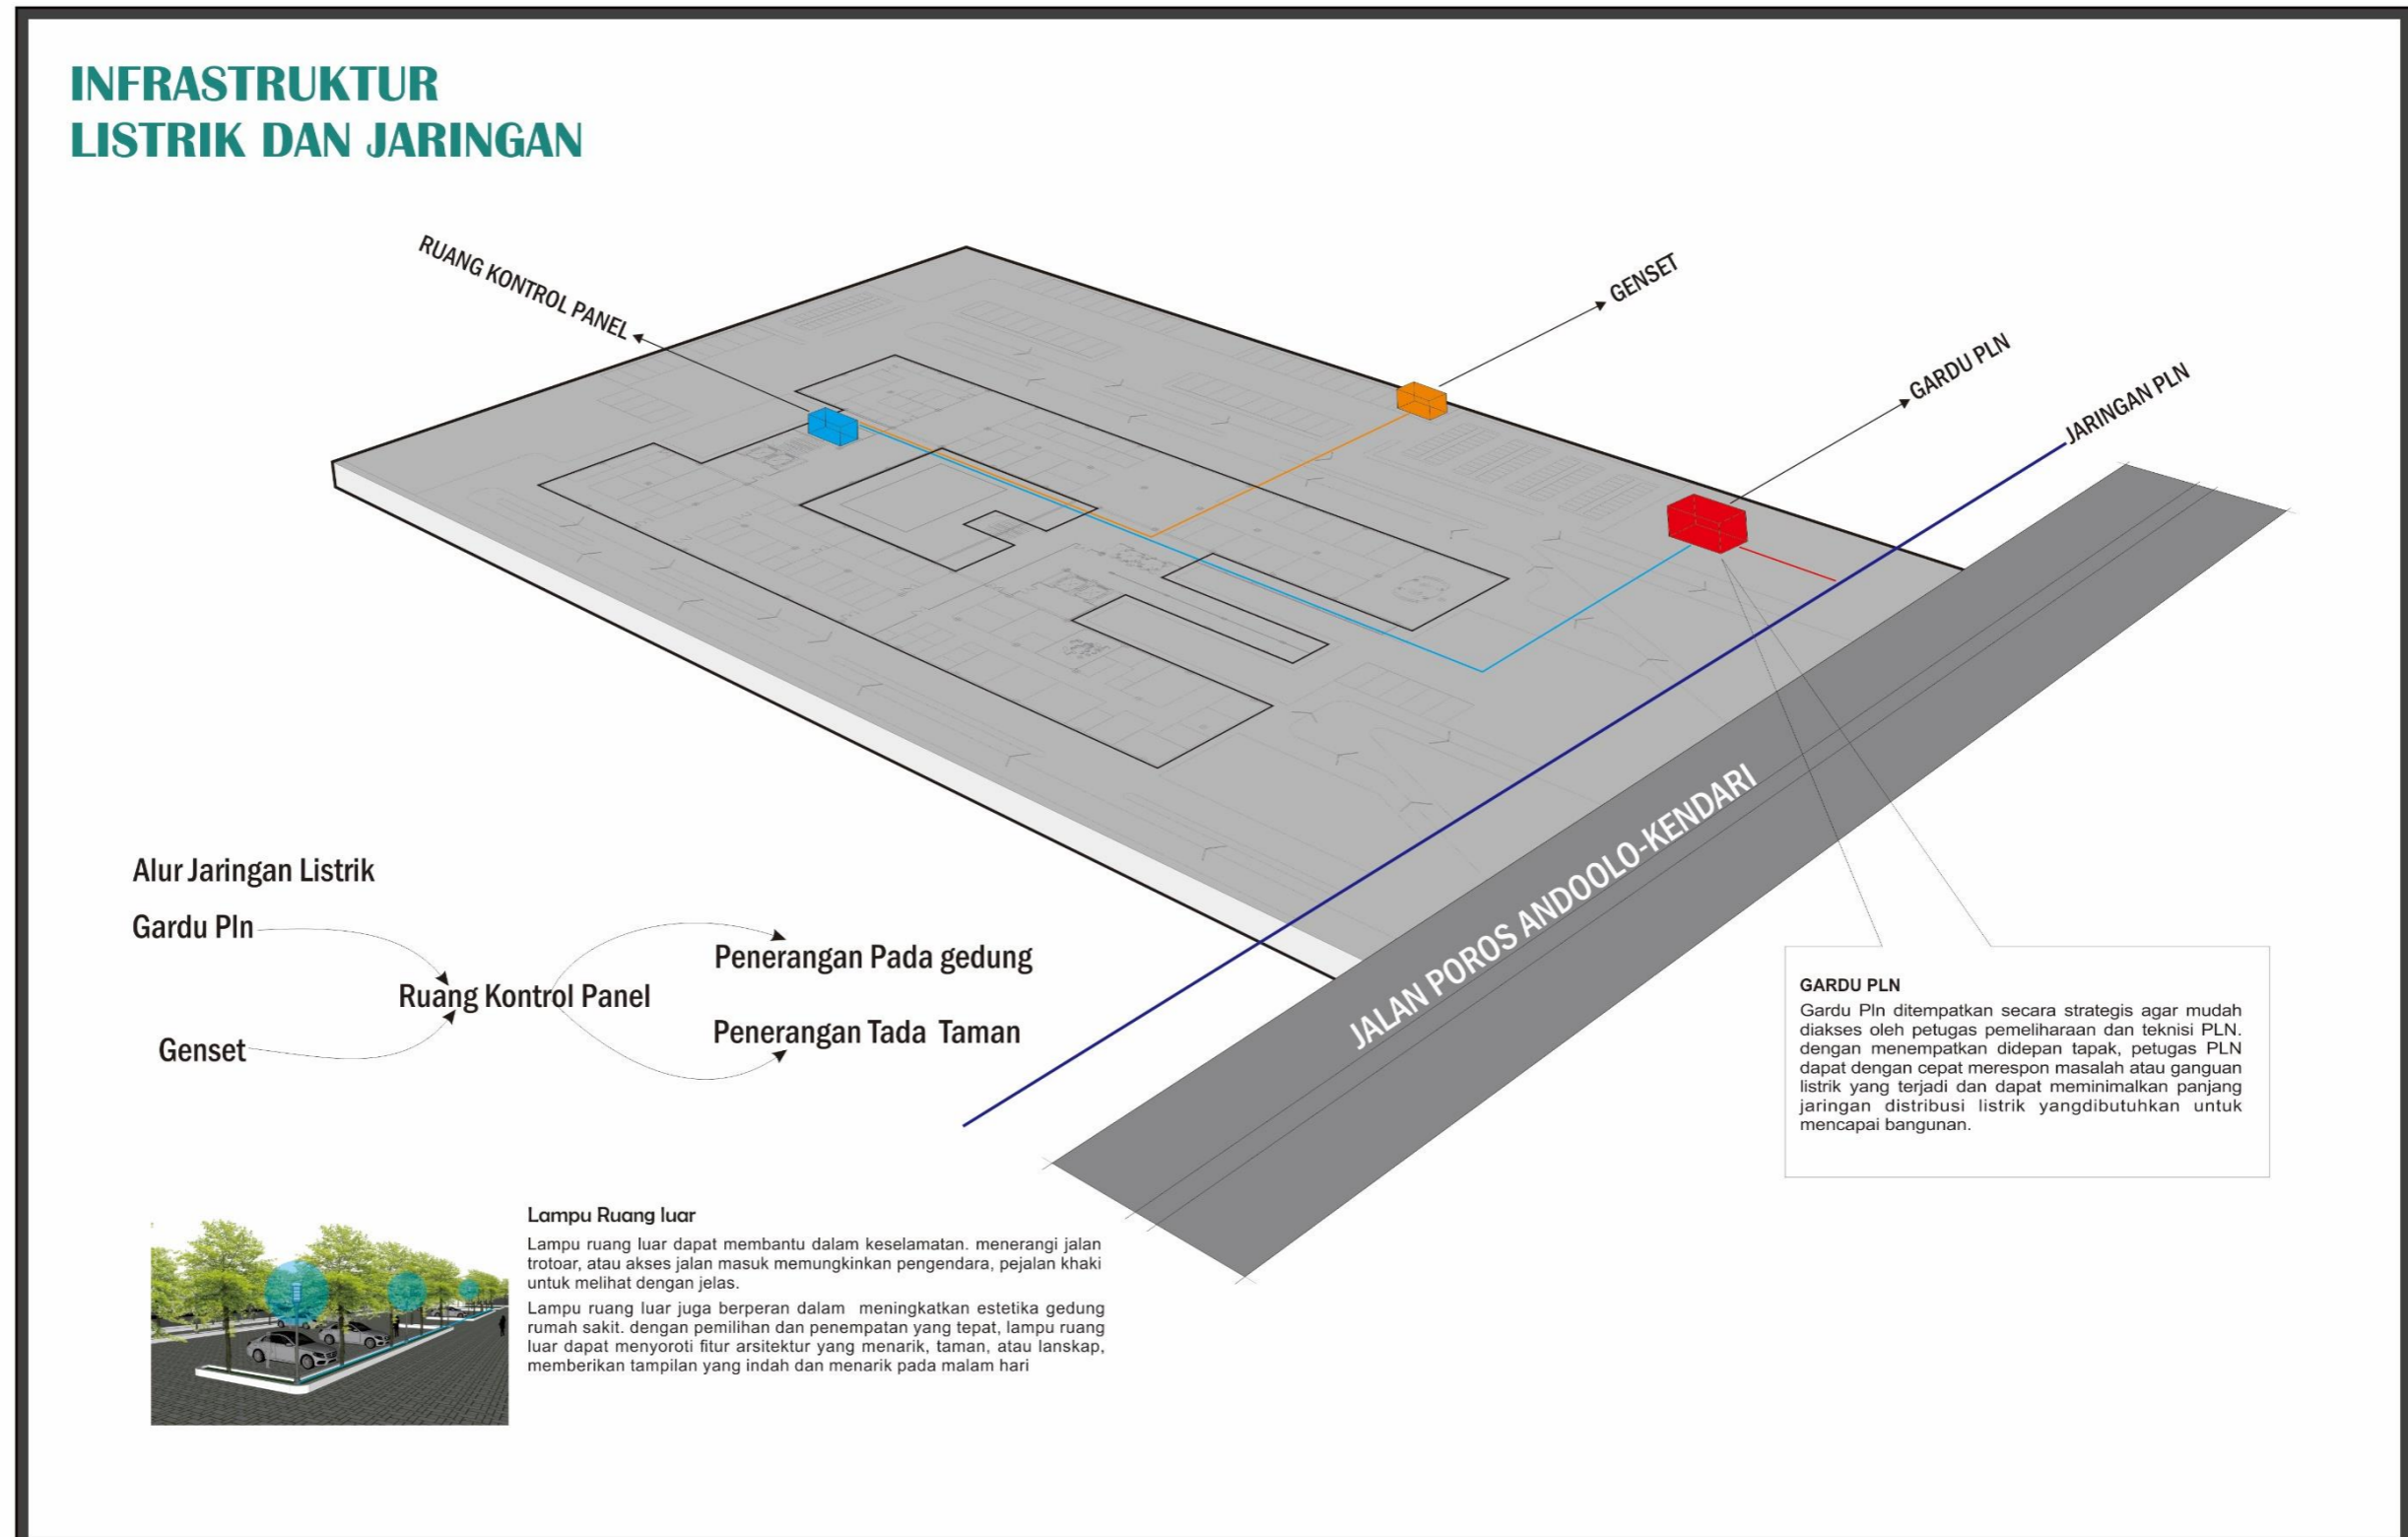 INFRASTRUKTUR
LISTRIK DAN JARINGAN
RUANG KONTROL PANEL
GENSET
GARDU PLN
JARINGAN PLN
JALAN POROS ANDOOLO-KENDARI
Alur Jaringan Listrik
Gardu Pln
Ruang Kontrol Panel
Genset
Penerangan Pada gedung
Penerangan Tada Taman
GARDU PLN
Gardu Pln ditempatkan secara strategis agar mudah
diakses oleh petugas pemeliharaan dan teknisi PLN.
dengan menempatkan didepan tapak, petugas PLN
dapat dengan cepat merespon masalah atau ganguan
listrik yang terjadi dan dapat meminimalkan panjang
jaringan distribusi listrik yangdibutuhkan untuk
mencapai bangunan.
Lampu Ruang luar
Lampu ruang luar dapat membantu dalam keselamatan. menerangi jalan
trotoar, atau akses jalan masuk memungkinkan pengendara, pejalan khaki
untuk melihat dengan jelas.
Lampu ruang luar juga berperan dalam meningkatkan estetika gedung
rumah sakit. dengan pemilihan dan penempatan yang tepat, lampu ruang
luar dapat menyoroti fitur arsitektur yang menarik, taman, atau lanskap,
memberikan tampilan yang indah dan menarik pada malam hari